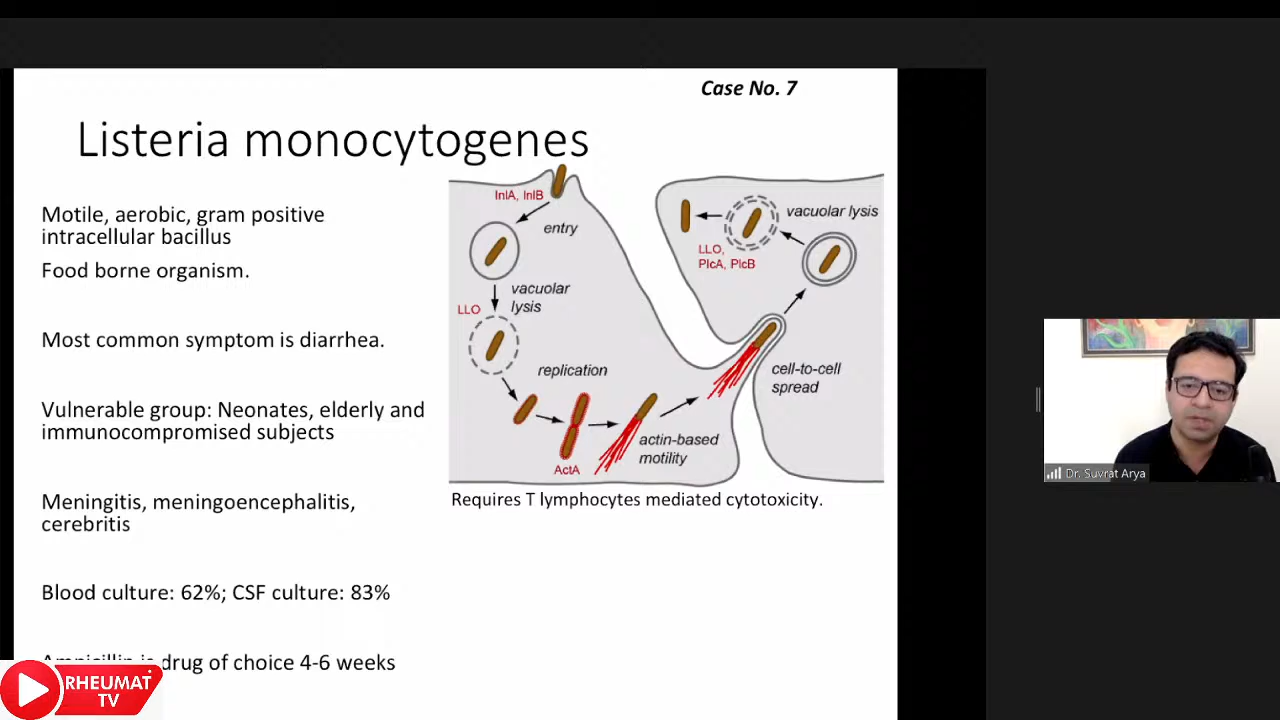 Case No. 7
Listeria monocytogenes
Motile, aerobic, gram positive
intracellular bacillus
Food borne organism.
Most common symptom is diarrhea.
Vulnerable group: Neonates, elderly and
immunocompromised subjects
Meningitis, meningoencephalitis,
cerebritis
Blood culture: 62%; CSF culture: 83%
Ampicillin is drug of choice 4-6 weeks
InlA, InlB
entry
vacuolar
lysis
LLO
replication
ActA
actin-based
motility
cell-to-cell
spread
vacuolar lysis
LLO,
PlcA, PlcB
Requires T lymphocytes mediated cytotoxicity.
Dr. Suvrat Arya
RHEUMAT
TV